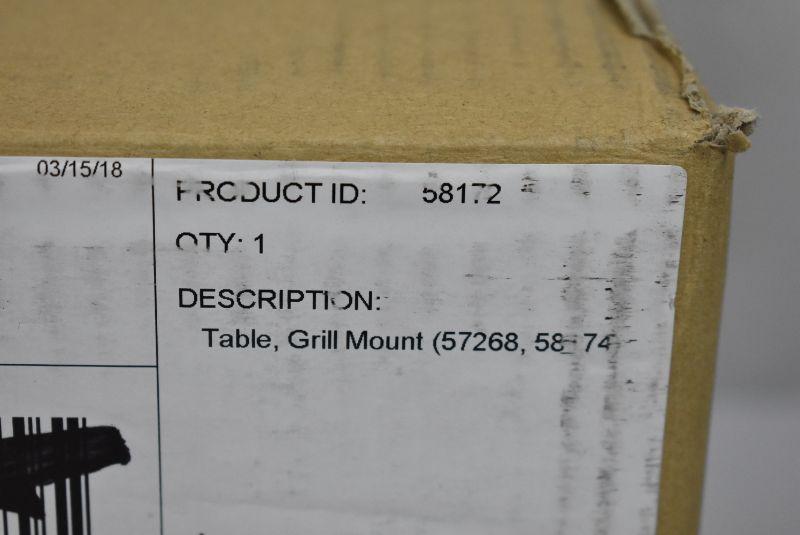 03/15/18
PRODUCT ID: 58172
QTY: 1
DESCRIPTION:
Table, Grill Mount (57268,